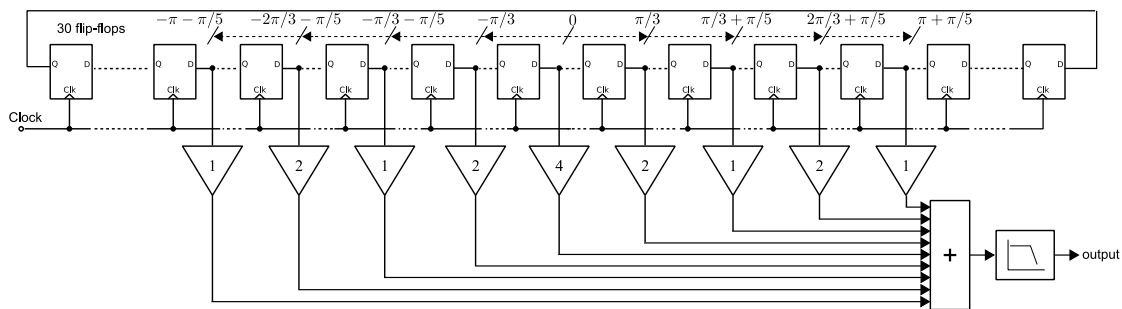 30 flip-flops
−π − π/5
−2π/3 − π/5
−π/3 − π/5
−π/3
0
π/3
π/3 + π/5
2π/3 + π/5
π + π/5
Q D Q D Q D Q D Q D Q D Q D Q D Q D Q D Q D Q D
Clk Clk Clk Clk Clk Clk Clk Clk Clk Clk Clk Clk
Clock
1 2 1 2 4 2 1 2 1
+
output